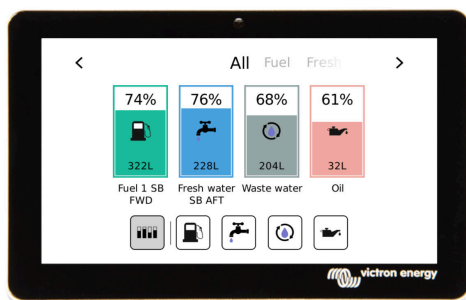 All Fuel Fresh
74% 76% 68% 61%
322L 228L 204L 32L
Fuel 1 SB Fresh water Waste water Oil
FWD SB AFT
victron energy